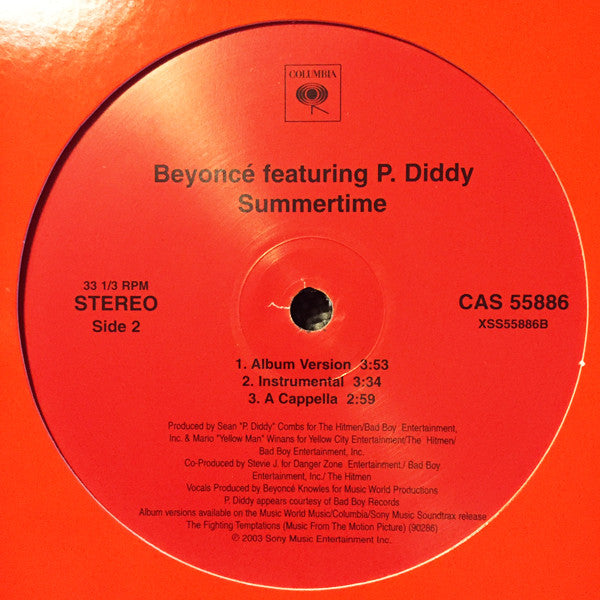 COLUMBIA
Beyoncé featuring P. Diddy
Summertime
33 1/3 RPM
STEREO
Side 2
CAS 55886
XSS55886B
1. Album Version 3:53
2. Instrumental 3:34
3. A Cappella 2:59
Produced by Sean "P. Diddy" Combs for The Hitmen/Bad Boy Entertainment,
Inc. & Mario "Yellow Man" Winans for Yellow City Entertainment/The Hitmen/
Bad Boy Entertainment, Inc.
Co-Produced by Stevie J. for Danger Zone Entertainment./ Bad Boy
Entertainment, Inc./ The Hitmen
Vocals Produced by Beyoncé Knowles for Music World Productions
P. Diddy appears courtesy of Bad Boy Records
Album versions available on the Music World Music/Columbia/Sony Music Soundtrax release
The Fighting Temptations (Music From The Motion Picture) (90286)
℗ 2003 Sony Music Entertainment Inc.